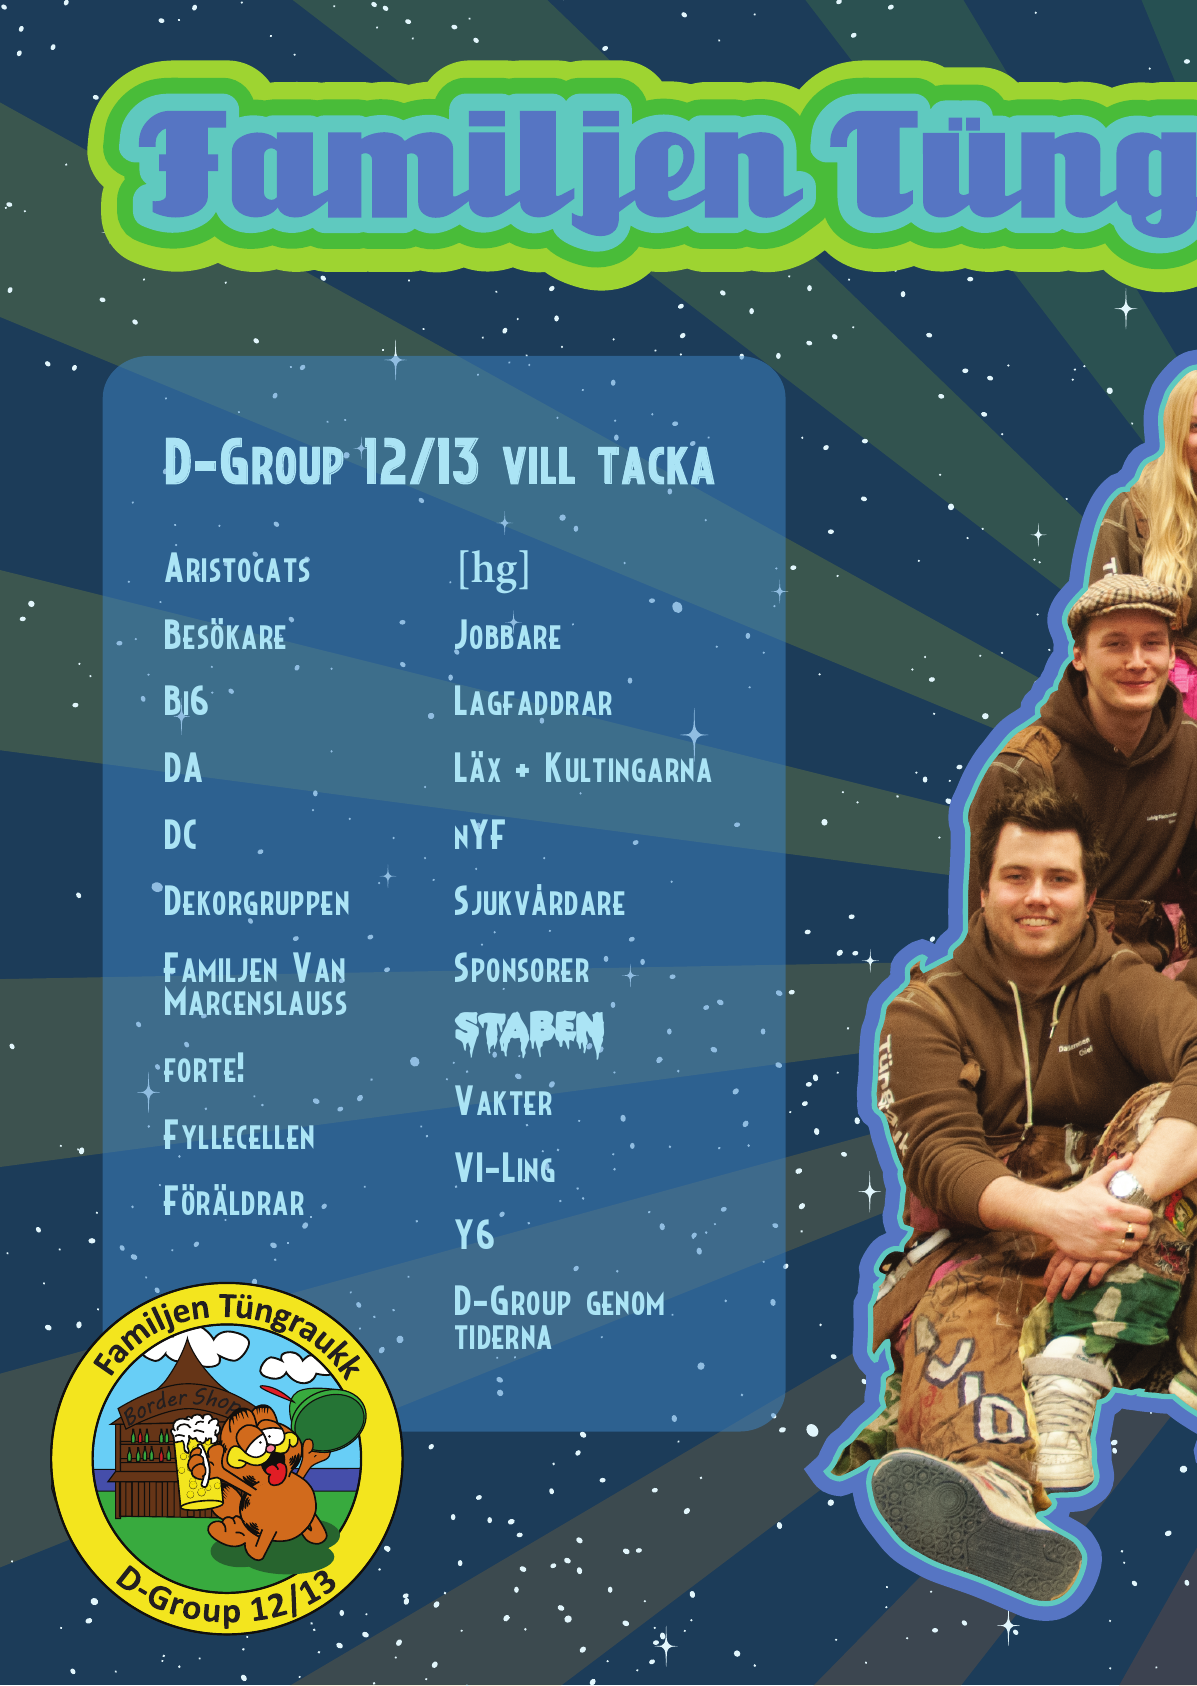 Familjen Tüng
D-Group 12/13 vill tacka
Aristocats
Besökare
Bi6
DA
DC
Dekorgruppen
Familjen Van
Marcenslauss
forte!
Fyllecellen
Föräldrar
[hg]
Jobbare
Lagfaddrar
Läx + Kultingarna
nYF
Sjukvårdare
Sponsorer
STABEN
Vakter
VI-Ling
Y6
D-Group genom
tiderna
Familjen Tüngraukk
Border Shop
D-Group 12/13